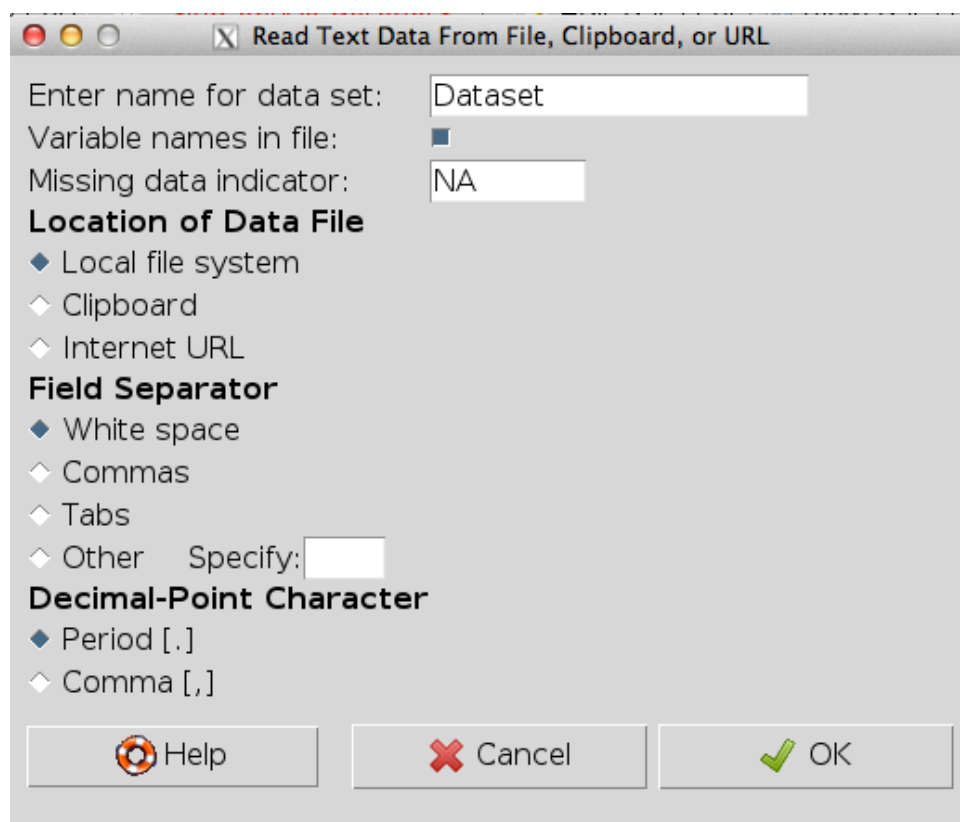 Read Text Data From File, Clipboard, or URL
Enter name for data set: Dataset
Variable names in file:
Missing data indicator: NA
Location of Data File
Local file system
Clipboard
Internet URL
Field Separator
White space
Commas
Tabs
Other Specify:
Decimal-Point Character
Period [.]
Comma [,]
Help Cancel OK